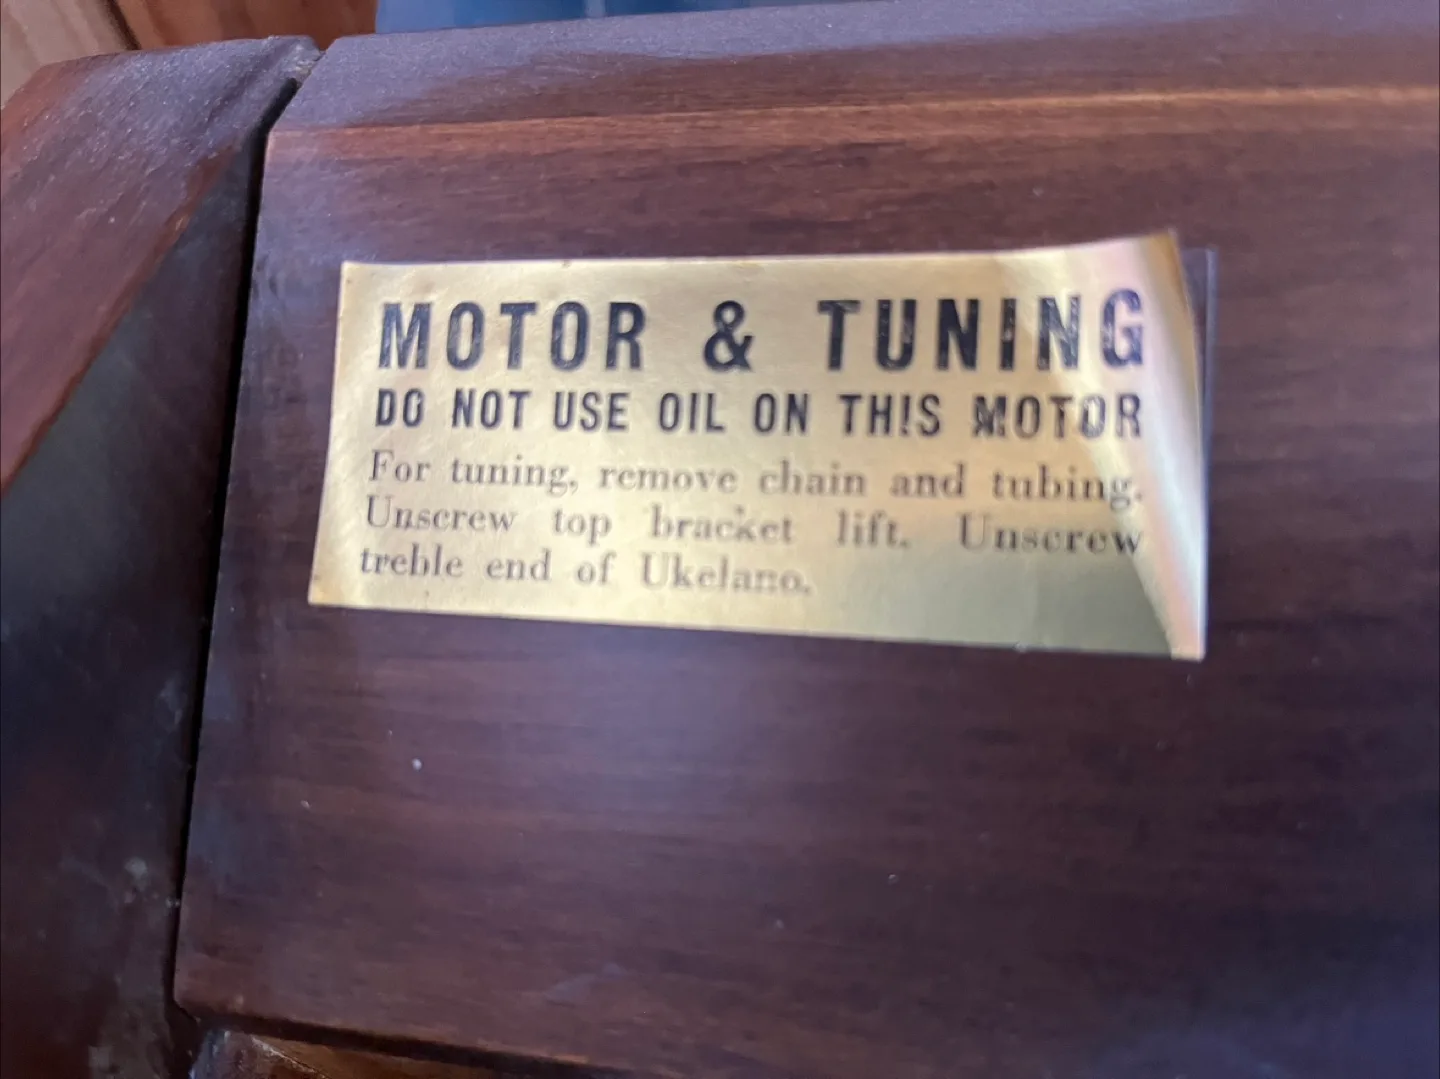 MOTOR & TUNING
DO NOT USE OIL ON THIS MOTOR
For tuning, remove chain and tubing.
Unscrew top bracket lift. Unscrew
treble end of Ukelano.